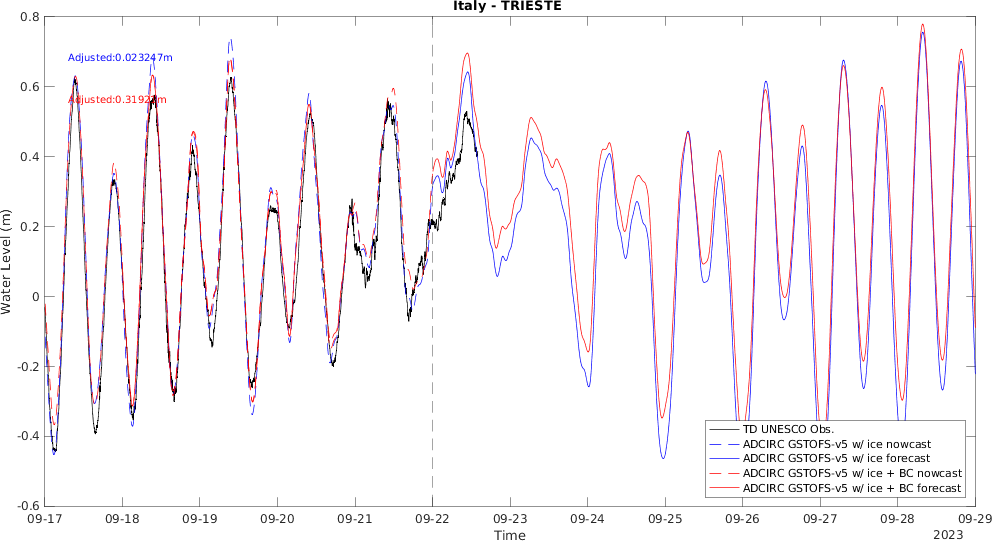 Italy - TRIESTE
Water Level (m)
0.8
0.6
0.4
0.2
0
-0.2
-0.4
-0.6
Adjusted:0.023247m
TD UNESCO Obs.
ADCIRC GSTOFS-v5 w/ ice nowcast
ADCIRC GSTOFS-v5 w/ ice forecast
ADCIRC GSTOFS-v5 w/ ice + BC nowcast
ADCIRC GSTOFS-v5 w/ ice + BC forecast
09-17 09-18 09-19 09-20 09-21 09-22 09-23 09-24 09-25 09-26 09-27 09-28 09-29
Time
2023